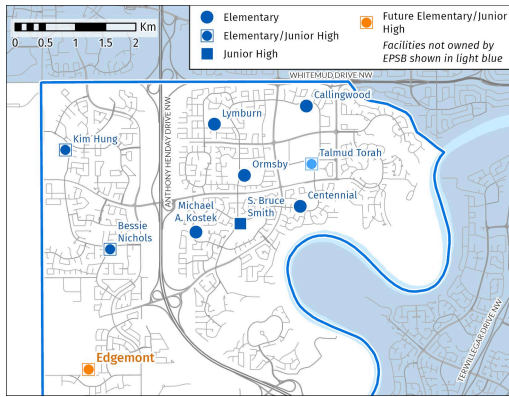 Km
0 0.5 1 1.5 2
Elementary
Elementary/Junior High
Junior High
Future Elementary/Junior
High
Facilities not owned by
EPSB shown in light blue
WHITEMUD DRIVE NW
Callingwood
Lymburn
Kim Hung
ANTHONY HENDAY DRIVE NW
Talmud Torah
Ormsby
Centennial
Michael
A. Kostek
S. Bruce
Smith
Bessie
Nichols
Edgemont
TERWILLEGAR DRIVE NW